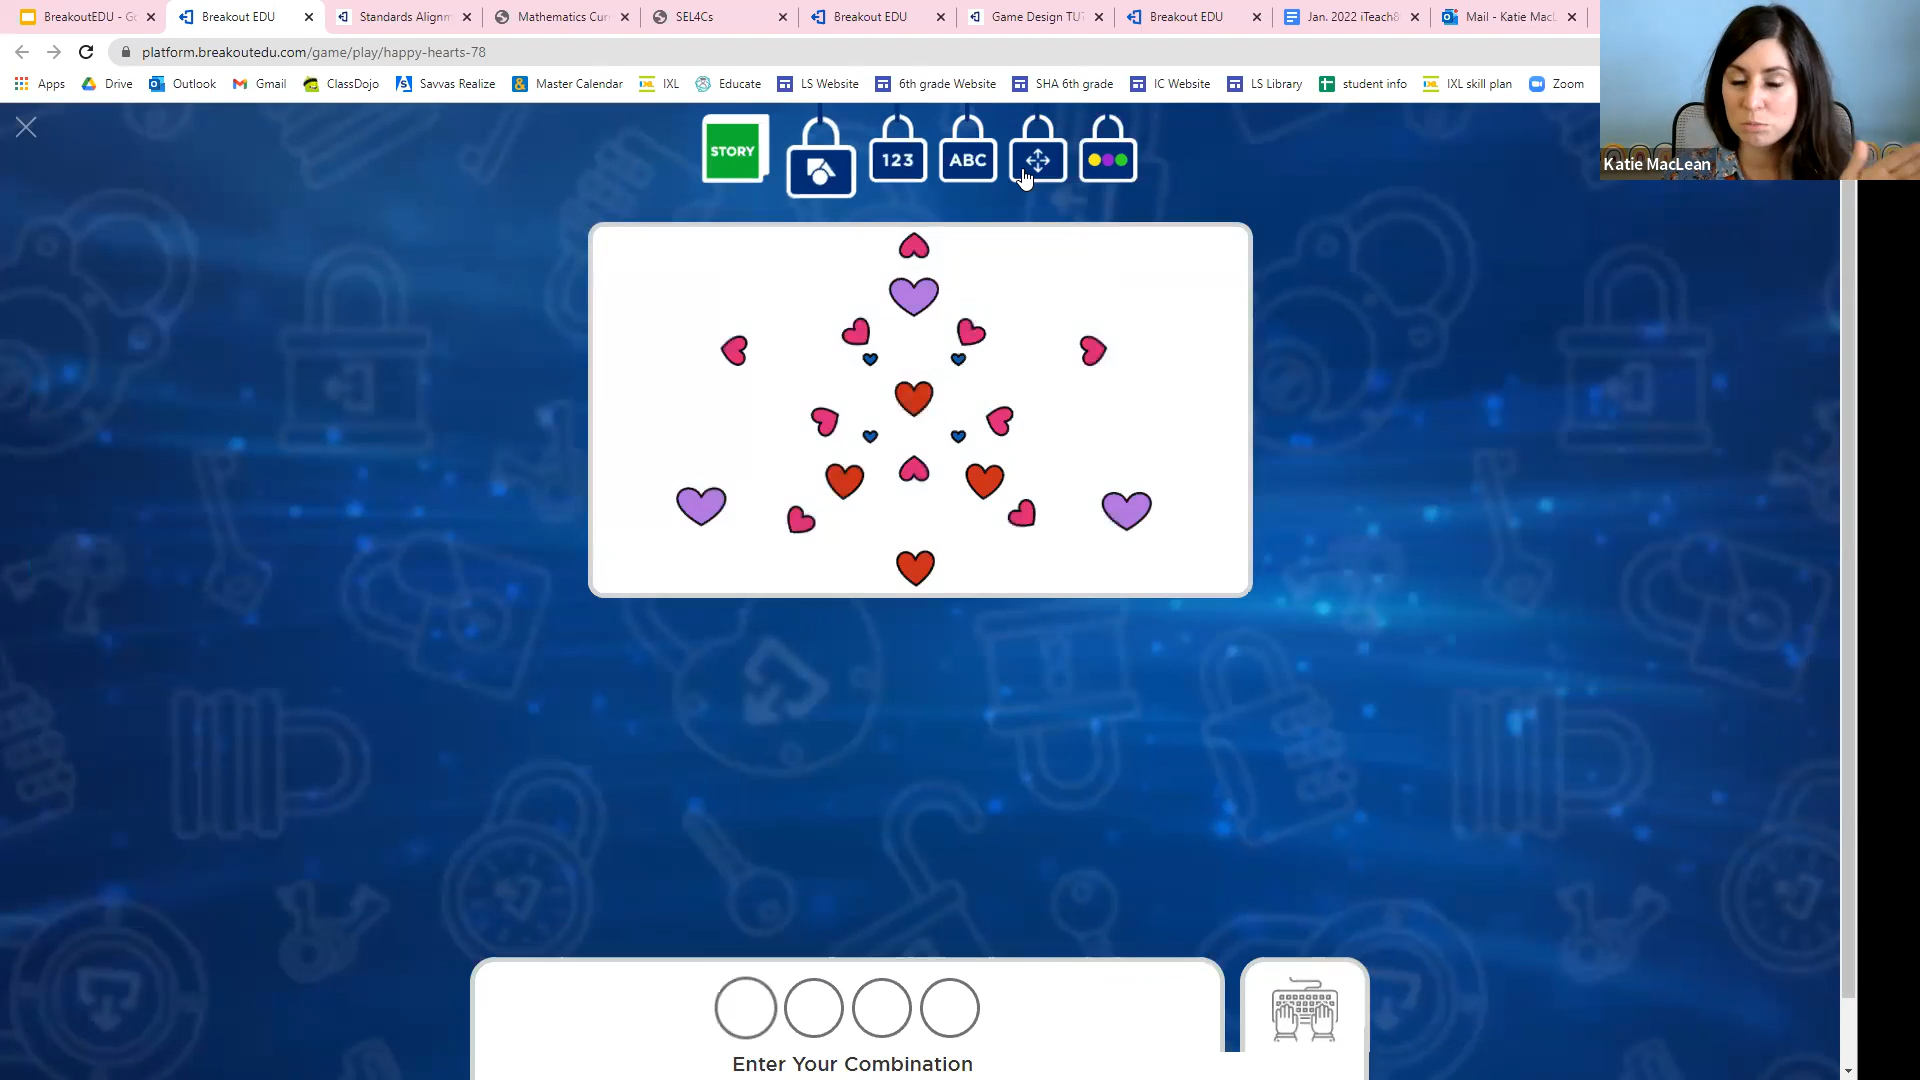 BreakoutEDU - Go
Breakout EDU
Standards Alignm
Mathematics Cur
SEL4Cs
Breakout EDU
Game Design TU
Breakout EDU
Jan. 2022 iTeach
Mail - Katie MacL
platform.breakoutedu.com/game/play/happy-hearts-78
Apps
Drive
Outlook
Gmail
ClassDojo
Savvas Realize
Master Calendar
IXL
Educate
LS Website
6th grade Website
SHA 6th grade
IC Website
LS Library
student info
IXL skill plan
Zoom
Katie MacLean
STORY
123
ABC
Enter Your Combination